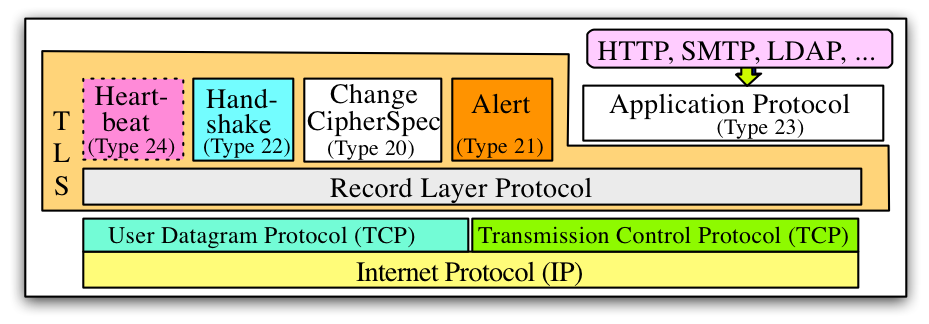 HTTP, SMTP, LDAP, ...
Heart-
beat
(Type 24)
Hand-
shake
(Type 22)
Change
CipherSpec
(Type 20)
Alert
(Type 21)
Application Protocol
(Type 23)
T
L
S
Record Layer Protocol
User Datagram Protocol (TCP)
Transmission Control Protocol (TCP)
Internet Protocol (IP)